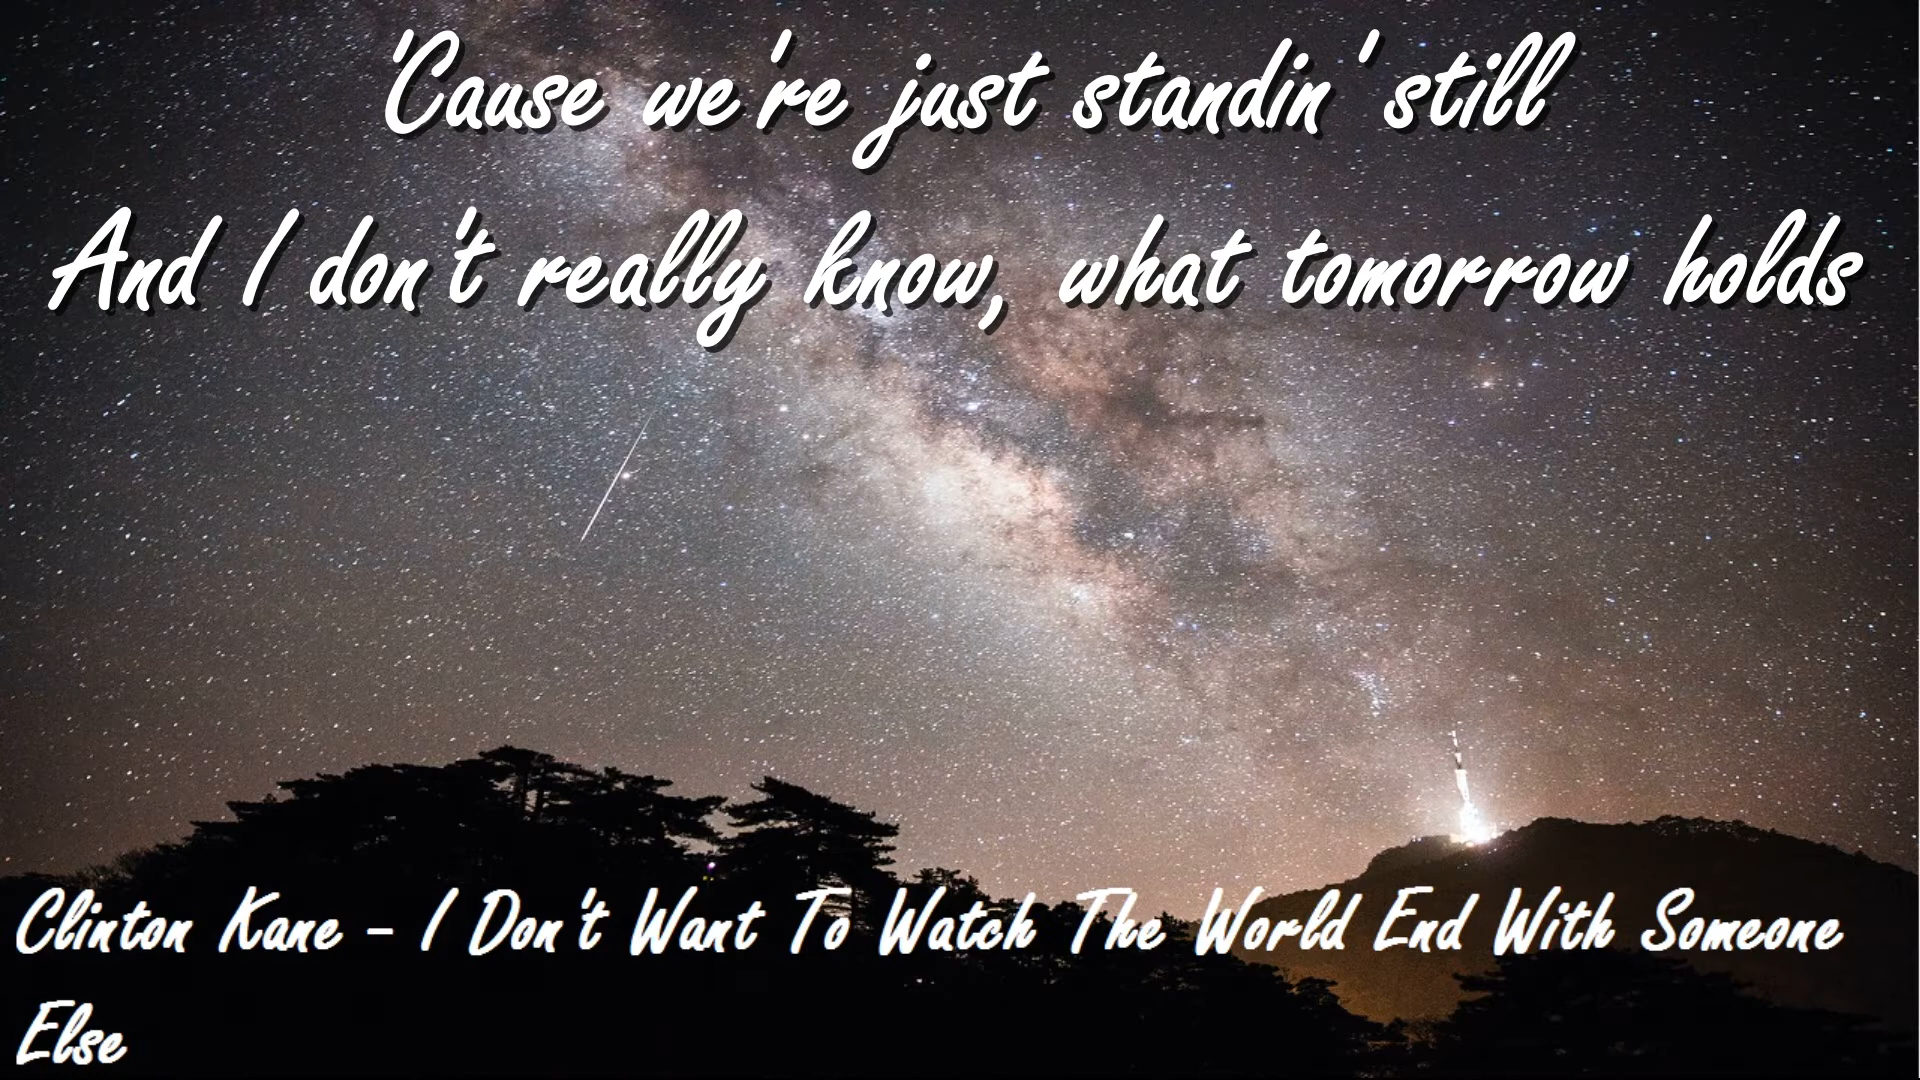 'Cause we're just standin' still
And I don't really know, what tomorrow holds
Clinton Kane - I Don't Want To Watch The World End With Someone
Else